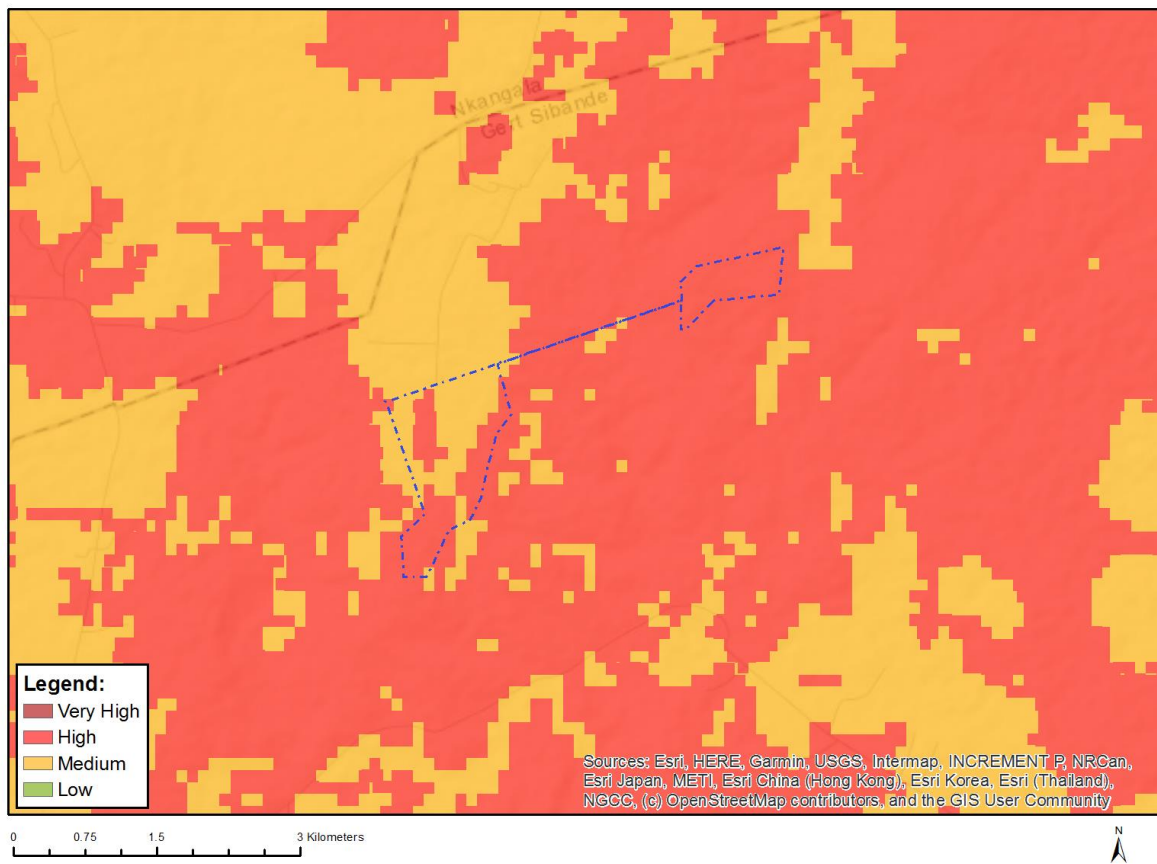 Nkangala
Gert Sibande
Legend:
Very High
High
Medium
Low
Sources: Esri, HERE, Garmin, USGS, Intermap, INCREMENT P, NRCan,
Esri Japan, METI, Esri China (Hong Kong), Esri Korea, Esri (Thailand),
NGCC, (c) OpenStreetMap contributors, and the GIS User Community
0 0.75 1.5 3 Kilometers
N